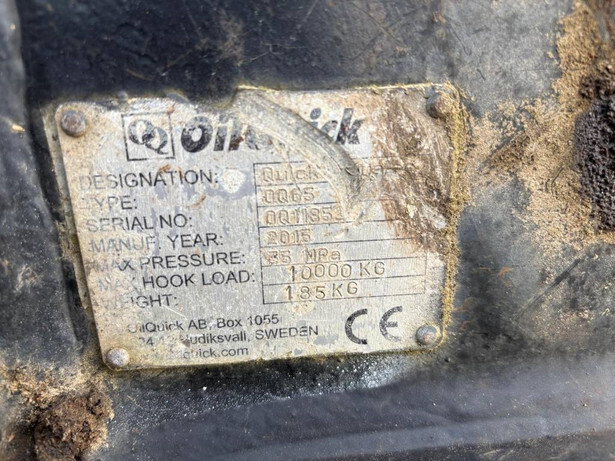 OQ OilQuick
DESIGNATION: Quick
TYPE: OQ65
SERIAL NO:
MANUF. YEAR: 2015
MAX PRESSURE: 35 MPa
MAX HOOK LOAD: 10000 KG
WEIGHT: 185 KG
OilQuick AB, Box 1055
Hudiksvall, SWEDEN